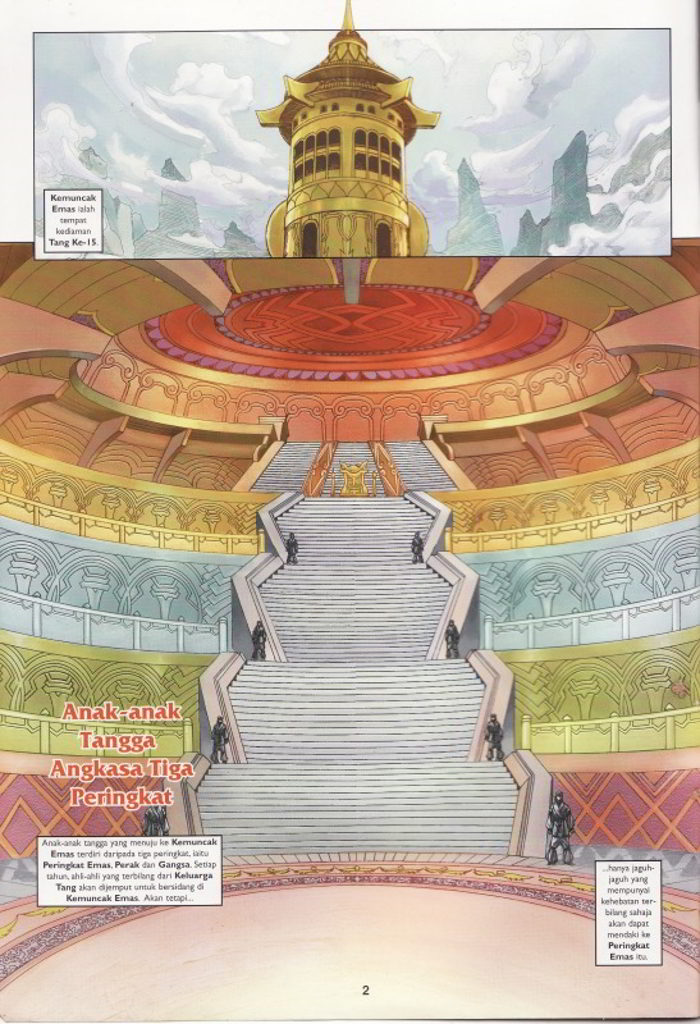 Kemuncak
Emas ialah
tempat
kediaman
Tang Ke-15.
Anak-anak
Tangga
Angkasa Tiga
Peringkat
Anak-anak tangga yang menuju ke Kemuncak
Emas terdiri daripada tiga peringkat, iaitu
Peringkat Emas, Perak dan Gangsa. Setiap
tahun, ahli-ahli yang terbilang dari Keluarga
Tang akan dijemput untuk bersidang di
Kemuncak Emas. Akan tetapi...
...hanya jaguh-
jaguh yang
mempunyai
kehebatan ter-
bilang sahaja
akan dapat
mendaki ke
Peringkat
Emas itu.
2